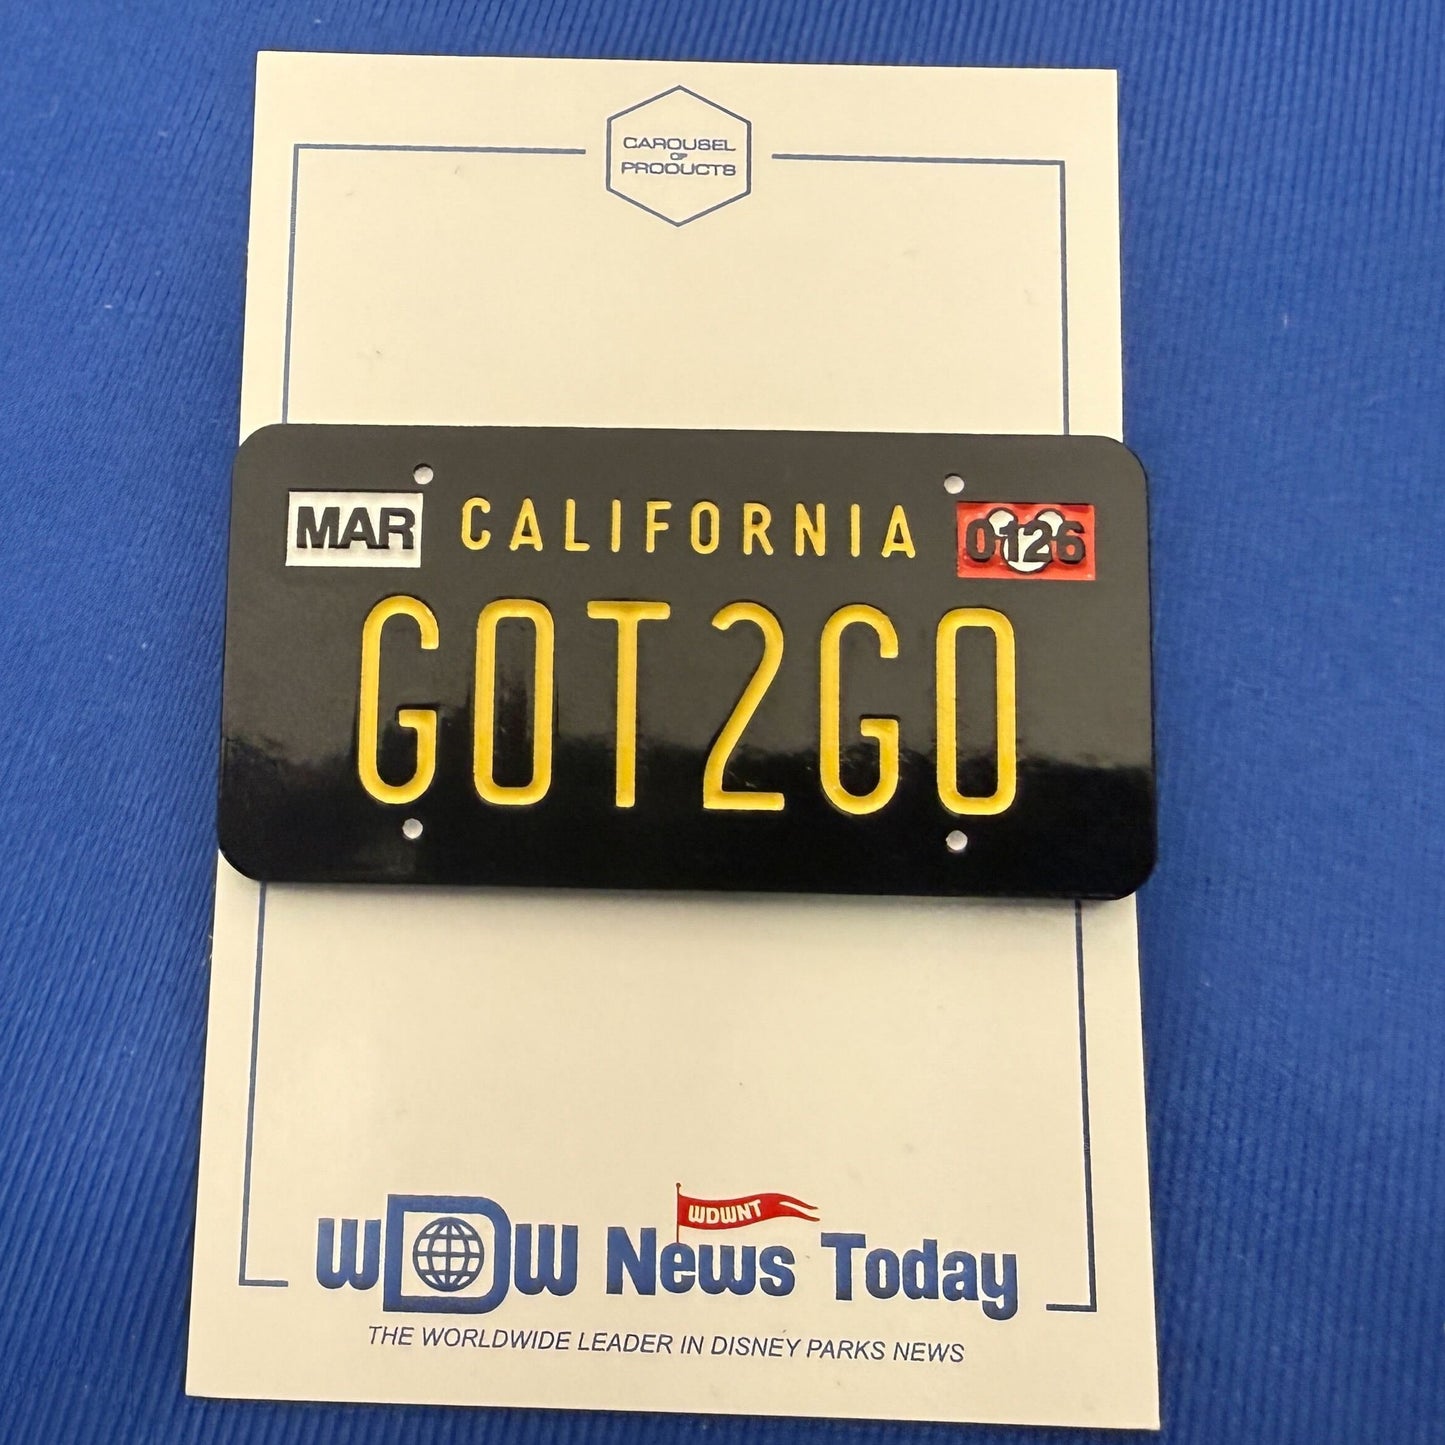 CAROUSEL
OF
PRODUCTS
MAR CALIFORNIA 0126
GOT2GO
WDWNT
WDW News Today
THE WORLDWIDE LEADER IN DISNEY PARKS NEWS